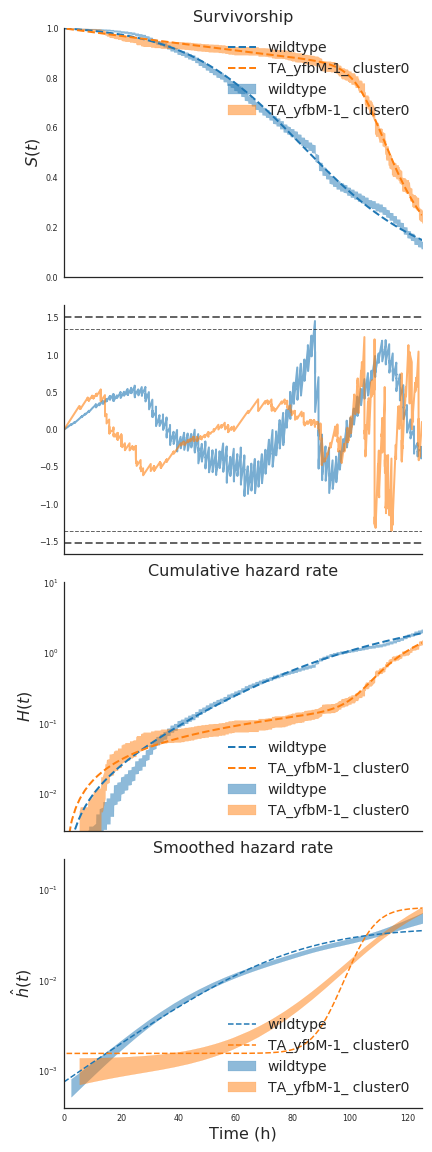 Survivorship
1.0
0.8
0.6
0.4
0.2
0.0
S(t)
wildtype
TA_yfbM-1_ cluster0
wildtype
TA_yfbM-1_ cluster0
1.5
1.0
0.5
0.0
−0.5
−1.0
−1.5
Cumulative hazard rate
10¹
10⁰
10⁻¹
10⁻²
H(t)
wildtype
TA_yfbM-1_ cluster0
wildtype
TA_yfbM-1_ cluster0
Smoothed hazard rate
10⁻¹
10⁻²
10⁻³
ĥ(t)
wildtype
TA_yfbM-1_ cluster0
wildtype
TA_yfbM-1_ cluster0
0 20 40 60 80 100 120
Time (h)